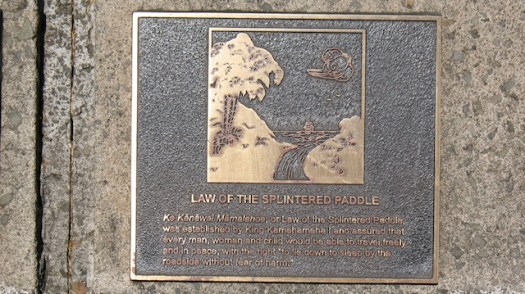 LAW OF THE SPLINTERED PADDLE
Ke Kānāwai Māmalahoe, or Law of the Splintered Paddle,
was established by King Kamehameha I and assured that
every man, woman and child would be able to travel freely
and in peace, with the right "to lie down to sleep by the
roadside without fear of harm."